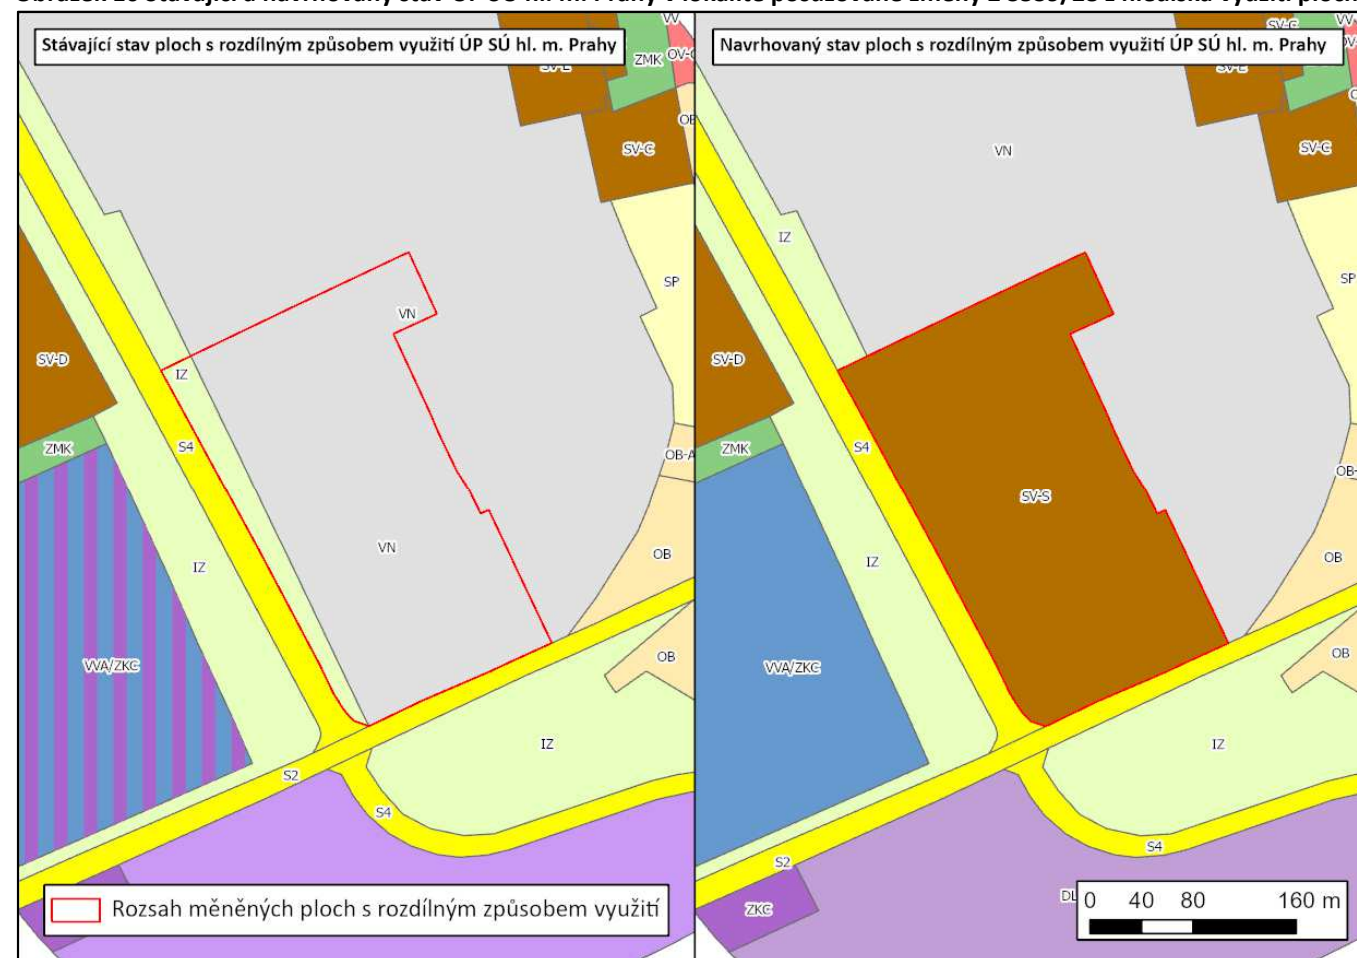 Stávající stav ploch s rozdílným způsobem využití ÚP SÚ hl. m. Prahy
VV
ZMK
SV-C
VN
SP
SV-D
IZ
ZMK
S4
OB-A
VN
OB
IZ
VVA/ZKC
OB
IZ
S2
S4
Rozsah měněných ploch s rozdílným způsobem využití
Navrhovaný stav ploch s rozdílným způsobem využití ÚP SÚ hl. m. Prahy
ZMK
VN
SV-C
IZ
SP
SV-D
ZMK
S4
SV-S
OB
IZ
VVA/ZKC
OB
IZ
S4
S2
ZKC
0 40 80 160 m